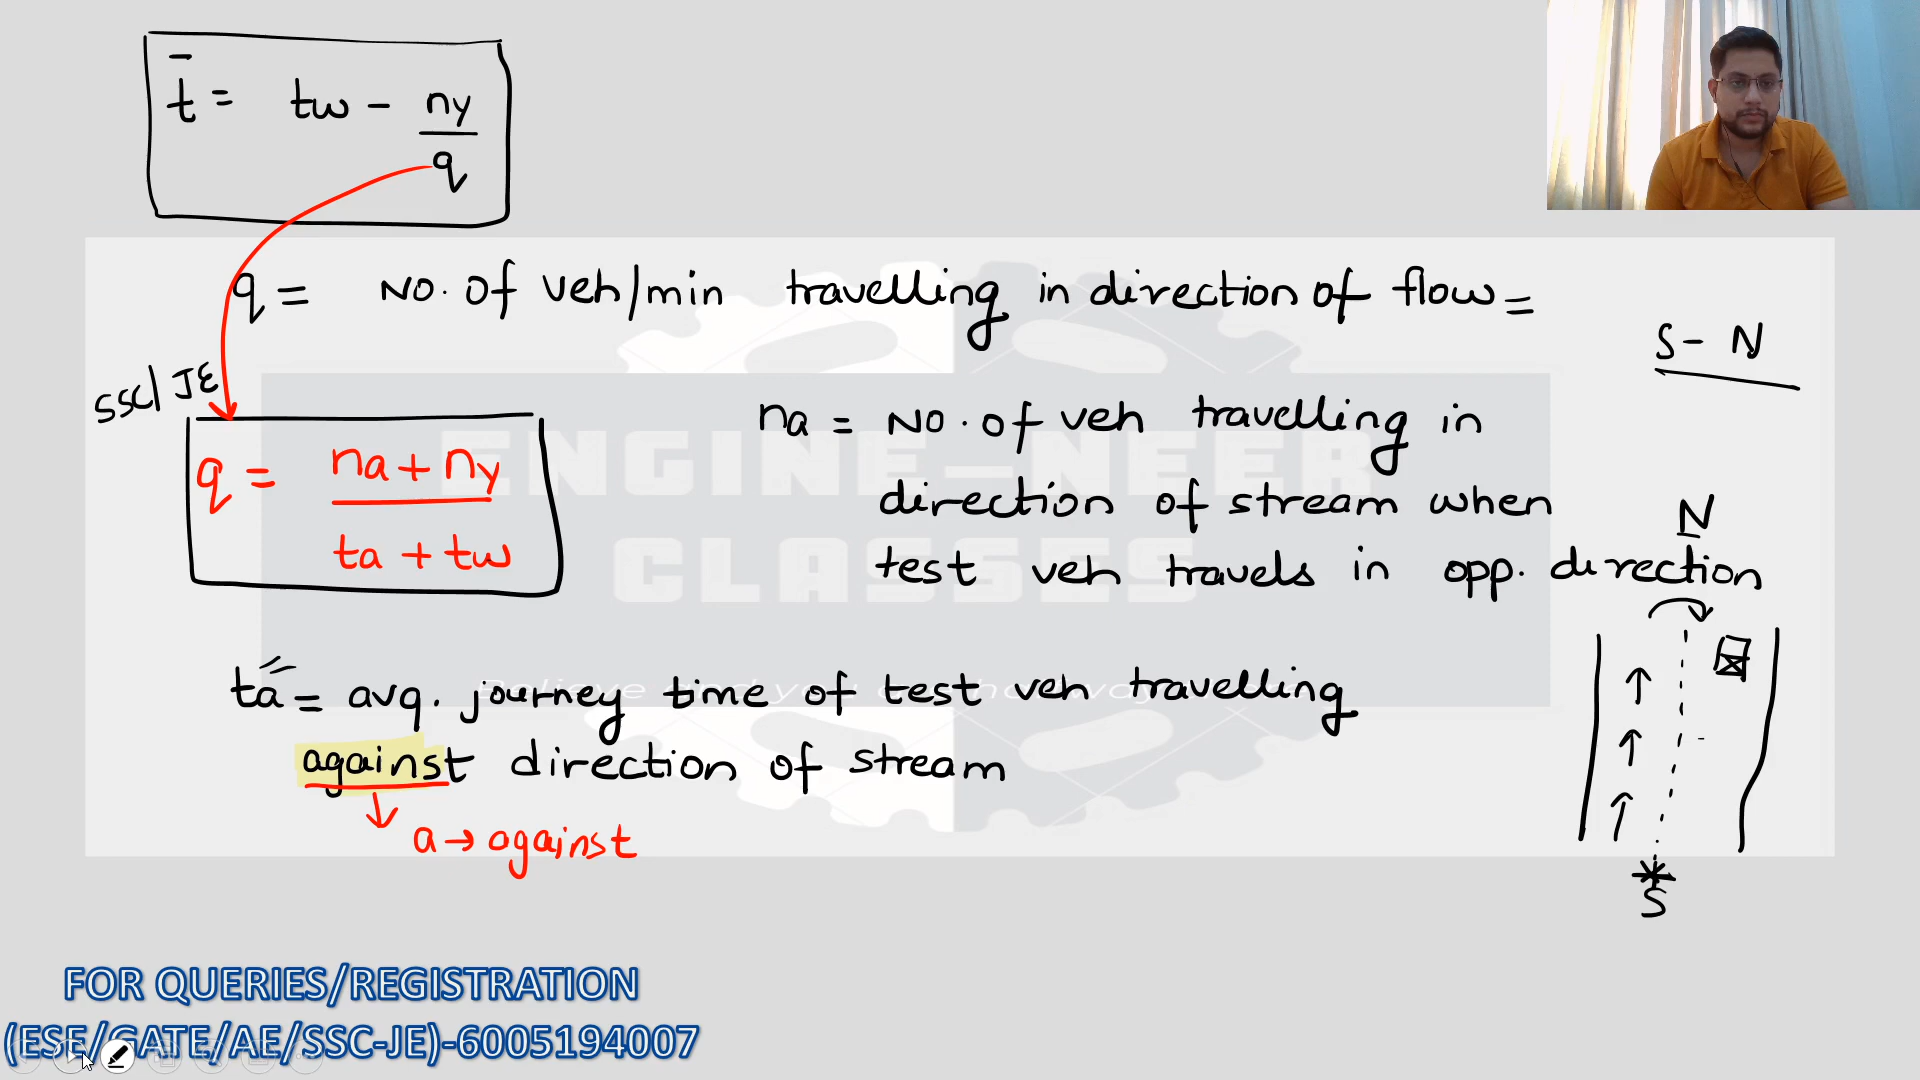 t̄ = tw - ny/q
q = No. of veh/min travelling in direction of flow =
S - N
SSC/JE
q = na + ny / ta + tw
na = No. of veh travelling in
direction of stream when
test veh travels in opp. direction
N
ta = avg. journey time of test veh travelling
against direction of stream
a → against
S
ENGINE-NEER
CLASSES
FOR QUERIES/REGISTRATION
(ESE/GATE/AE/SSC-JE)-6005194007